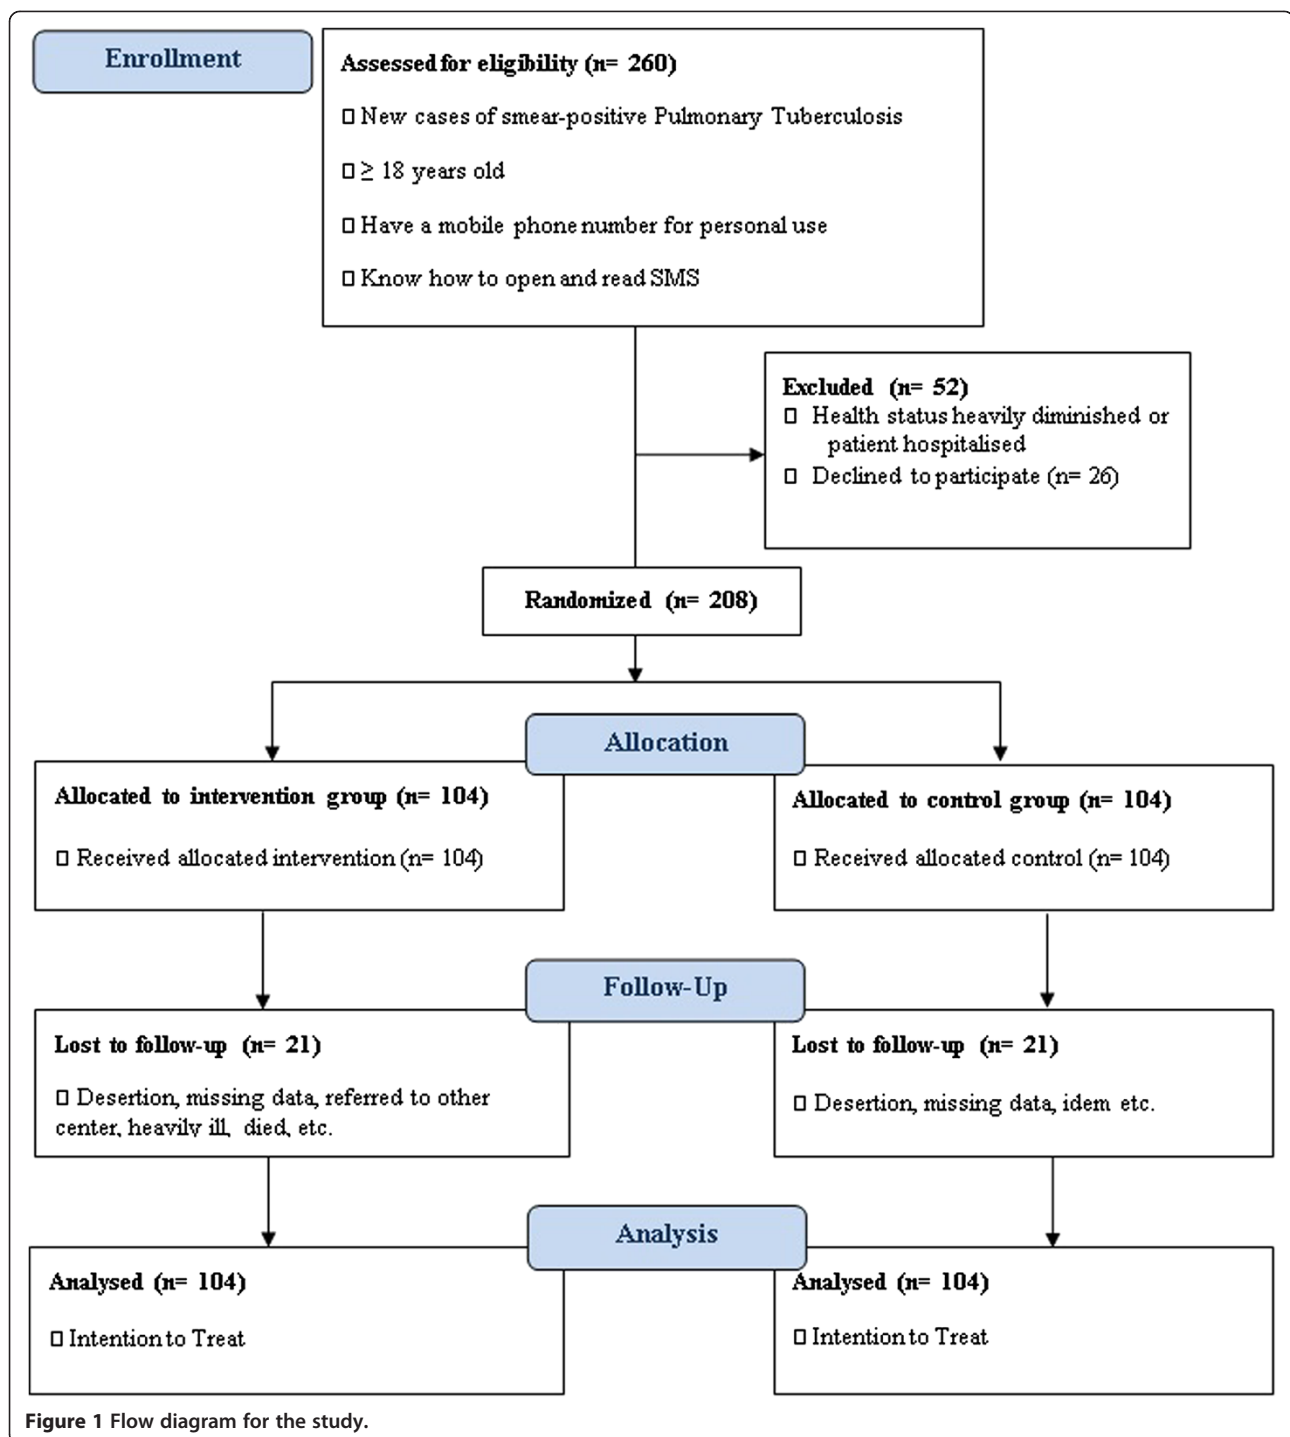 Enrollment
Assessed for eligibility (n= 260)
New cases of smear-positive Pulmonary Tuberculosis
≥ 18 years old
Have a mobile phone number for personal use
Know how to open and read SMS
Excluded (n= 52)
Health status heavily diminished or
patient hospitalised
Declined to participate (n= 26)
Randomized (n= 208)
Allocation
Allocated to intervention group (n= 104)
Received allocated intervention (n= 104)
Allocated to control group (n= 104)
Received allocated control (n= 104)
Follow-Up
Lost to follow-up (n= 21)
Desertion, missing data, referred to other
center, heavily ill, died, etc.
Lost to follow-up (n= 21)
Desertion, missing data, idem etc.
Analysis
Analysed (n= 104)
Intention to Treat
Analysed (n= 104)
Intention to Treat
Figure 1 Flow diagram for the study.